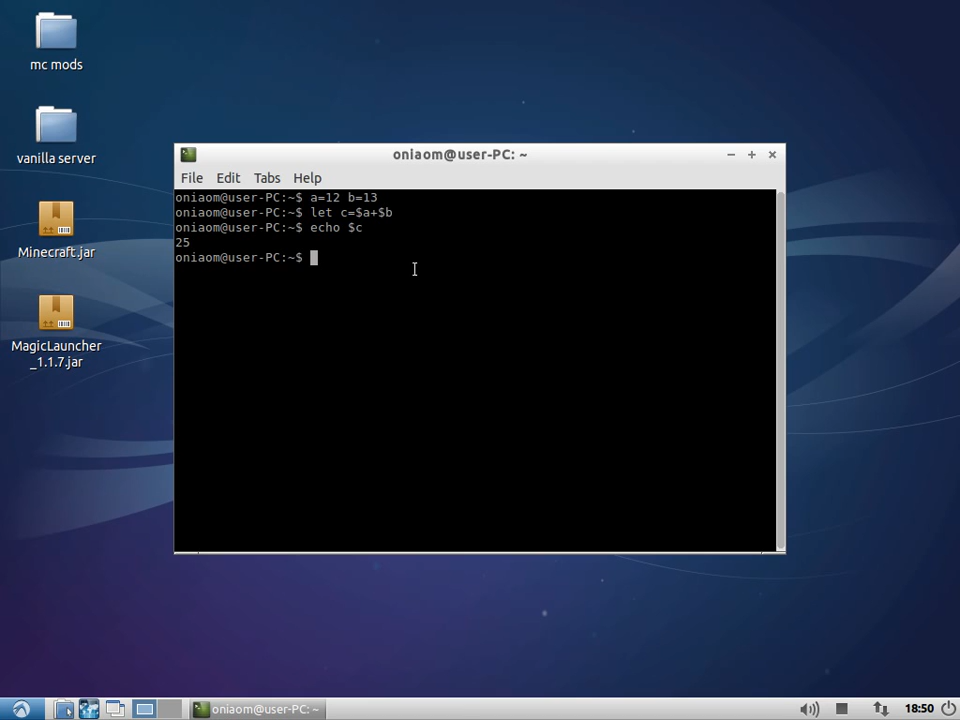 mc mods
vanilla server
Minecraft.jar
MagicLauncher
_1.1.7.jar
oniaom@user-PC: ~
File Edit Tabs Help
oniaom@user-PC:~$ a=12 b=13
oniaom@user-PC:~$ let c=$a+$b
oniaom@user-PC:~$ echo $c
25
oniaom@user-PC:~$
oniaom@user-PC: ~
18:50